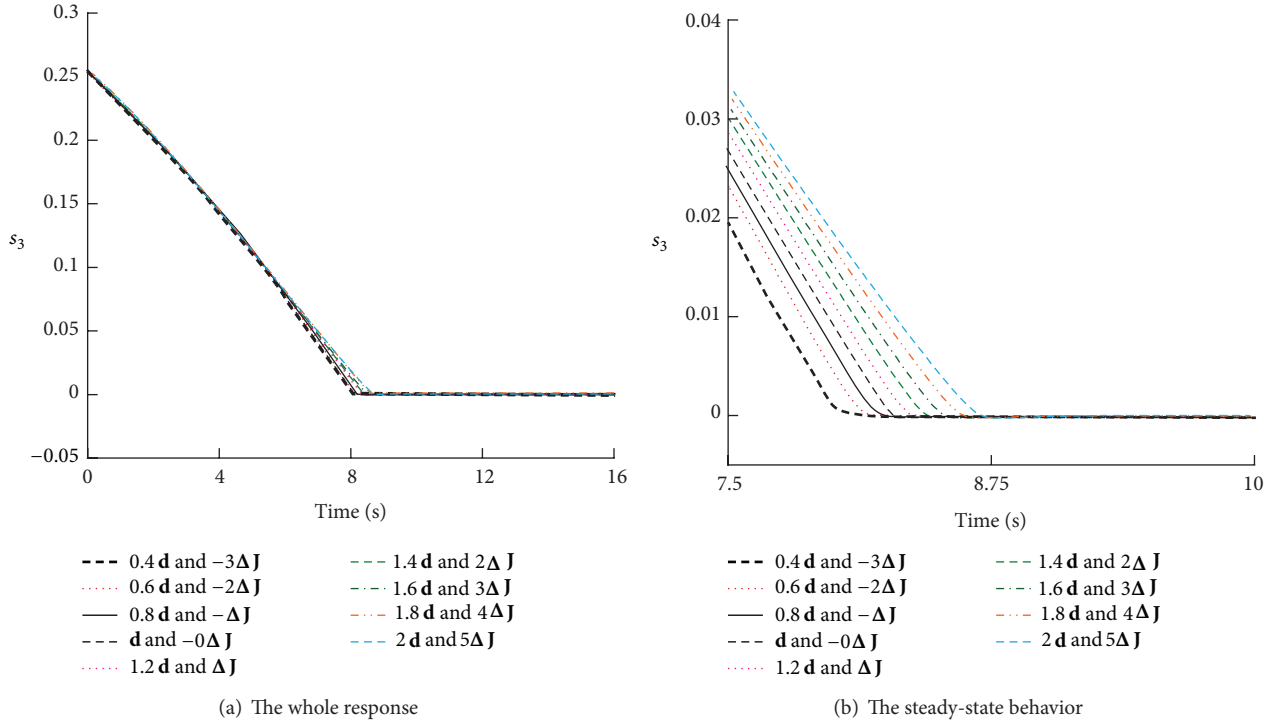 0.3
0.25
0.2
0.15
s₃
0.1
0.05
0
−0.05
0
4
8
12
16
Time (s)
0.4 d and −3Δ J
0.6 d and −2Δ J
0.8 d and −Δ J
d and −0Δ J
1.2 d and Δ J
1.4 d and 2Δ J
1.6 d and 3Δ J
1.8 d and 4Δ J
2 d and 5Δ J
(a) The whole response
0.04
0.03
0.02
s₃
0.01
0
7.5
8.75
10
Time (s)
0.4 d and −3Δ J
0.6 d and −2Δ J
0.8 d and −Δ J
d and −0Δ J
1.2 d and Δ J
1.4 d and 2Δ J
1.6 d and 3Δ J
1.8 d and 4Δ J
2 d and 5Δ J
(b) The steady-state behavior